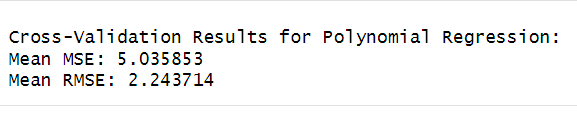 Cross-Validation Results for Polynomial Regression:
Mean MSE: 5.035853
Mean RMSE: 2.243714